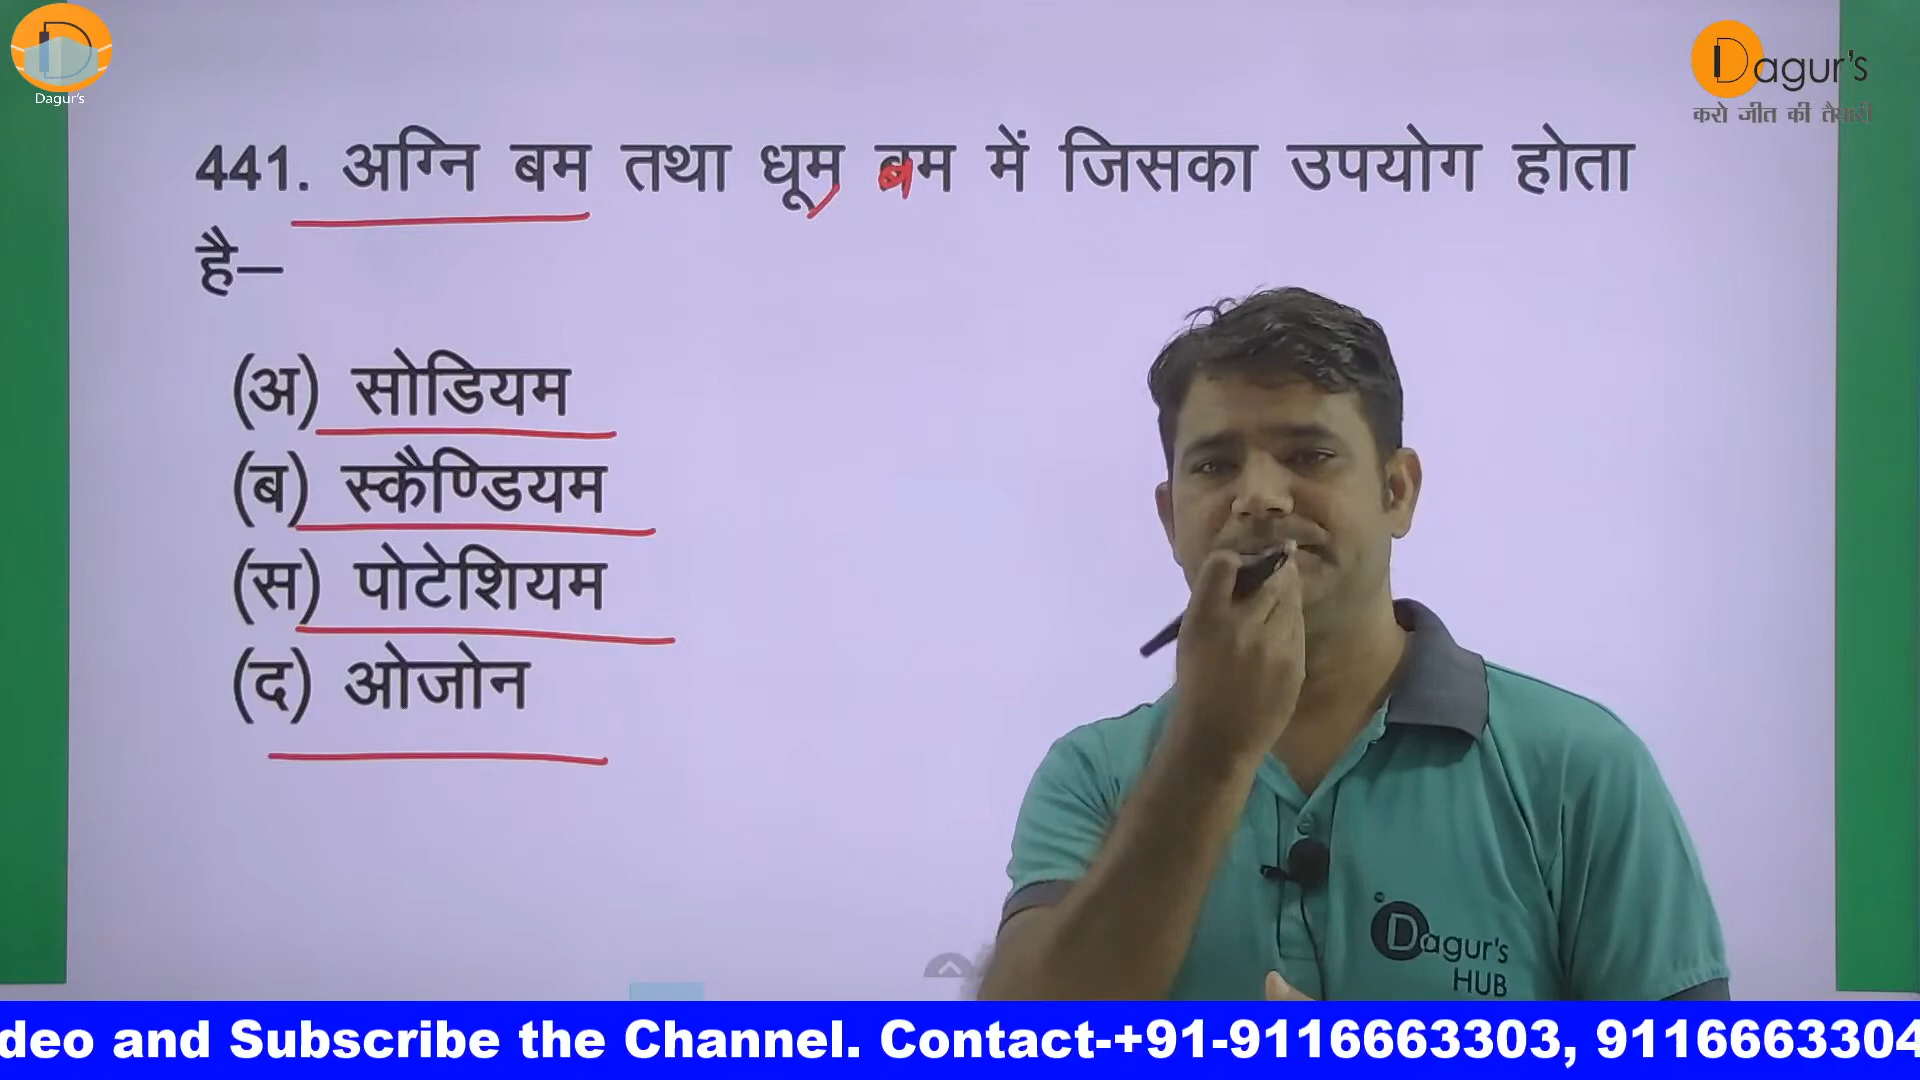 Dagur's
Dagur's
करो जीत की तैयारी
441. अग्नि बम तथा धूम्र बम में जिसका उपयोग होता
है–
(अ) सोडियम
(ब) स्कैण्डियम
(स) पोटेशियम
(द) ओजोन
Dagur's
HUB
deo and Subscribe the Channel. Contact-+91-9116663303, 9116663304